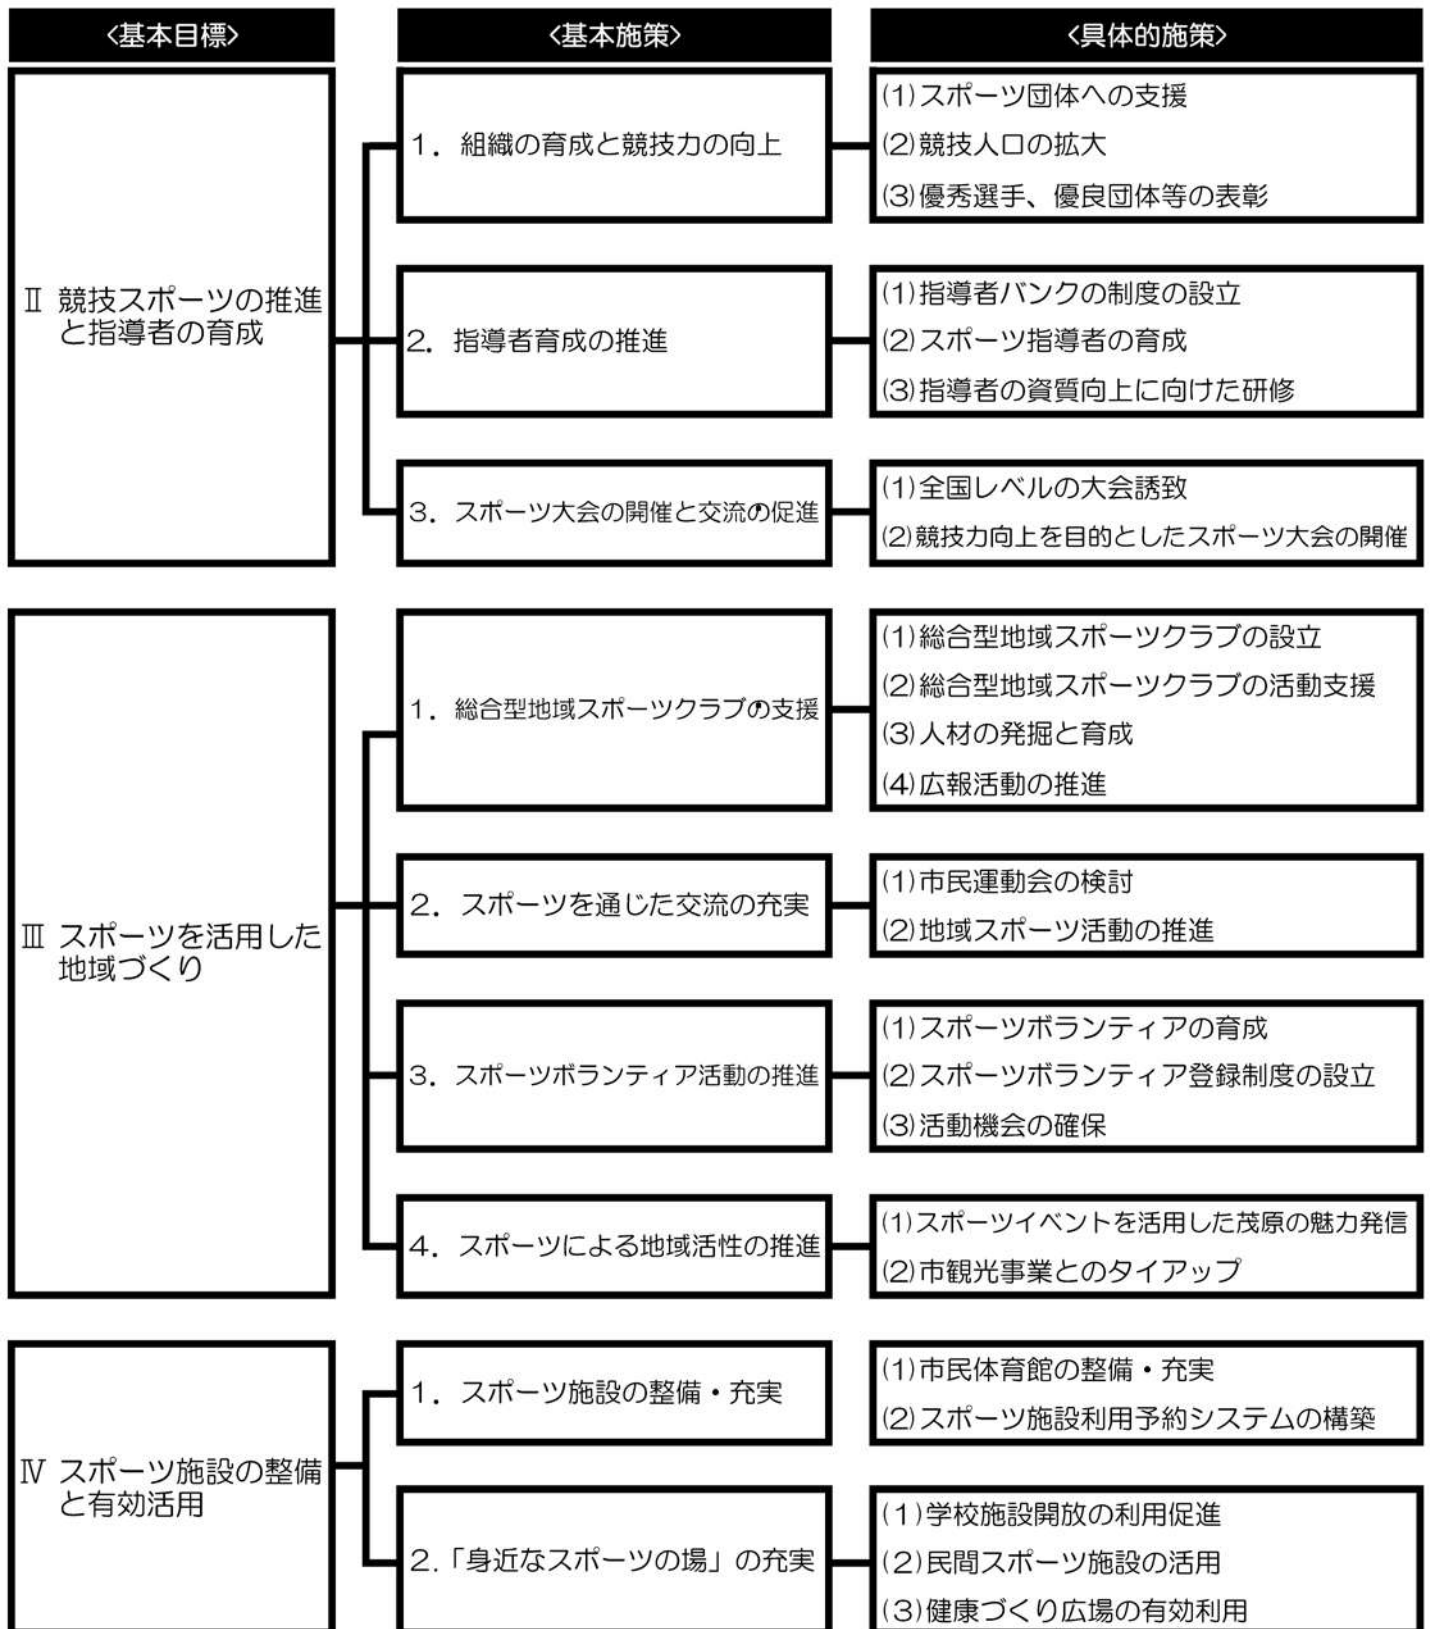 <基本目標>
<基本施策>
<具体的施策>
Ⅱ 競技スポーツの推進
と指導者の育成
1．組織の育成と競技力の向上
(1)スポーツ団体への支援
(2)競技人口の拡大
(3)優秀選手、優良団体等の表彰
2．指導者育成の推進
(1)指導者バンクの制度の設立
(2)スポーツ指導者の育成
(3)指導者の資質向上に向けた研修
3．スポーツ大会の開催と交流の促進
(1)全国レベルの大会誘致
(2)競技力向上を目的としたスポーツ大会の開催
Ⅲ スポーツを活用した
地域づくり
1．総合型地域スポーツクラブの支援
(1)総合型地域スポーツクラブの設立
(2)総合型地域スポーツクラブの活動支援
(3)人材の発掘と育成
(4)広報活動の推進
2．スポーツを通じた交流の充実
(1)市民運動会の検討
(2)地域スポーツ活動の推進
3．スポーツボランティア活動の推進
(1)スポーツボランティアの育成
(2)スポーツボランティア登録制度の設立
(3)活動機会の確保
4．スポーツによる地域活性の推進
(1)スポーツイベントを活用した茂原の魅力発信
(2)市観光事業とのタイアップ
Ⅳ スポーツ施設の整備
と有効活用
1．スポーツ施設の整備・充実
(1)市民体育館の整備・充実
(2)スポーツ施設利用予約システムの構築
2.「身近なスポーツの場」の充実
(1)学校施設開放の利用促進
(2)民間スポーツ施設の活用
(3)健康づくり広場の有効利用